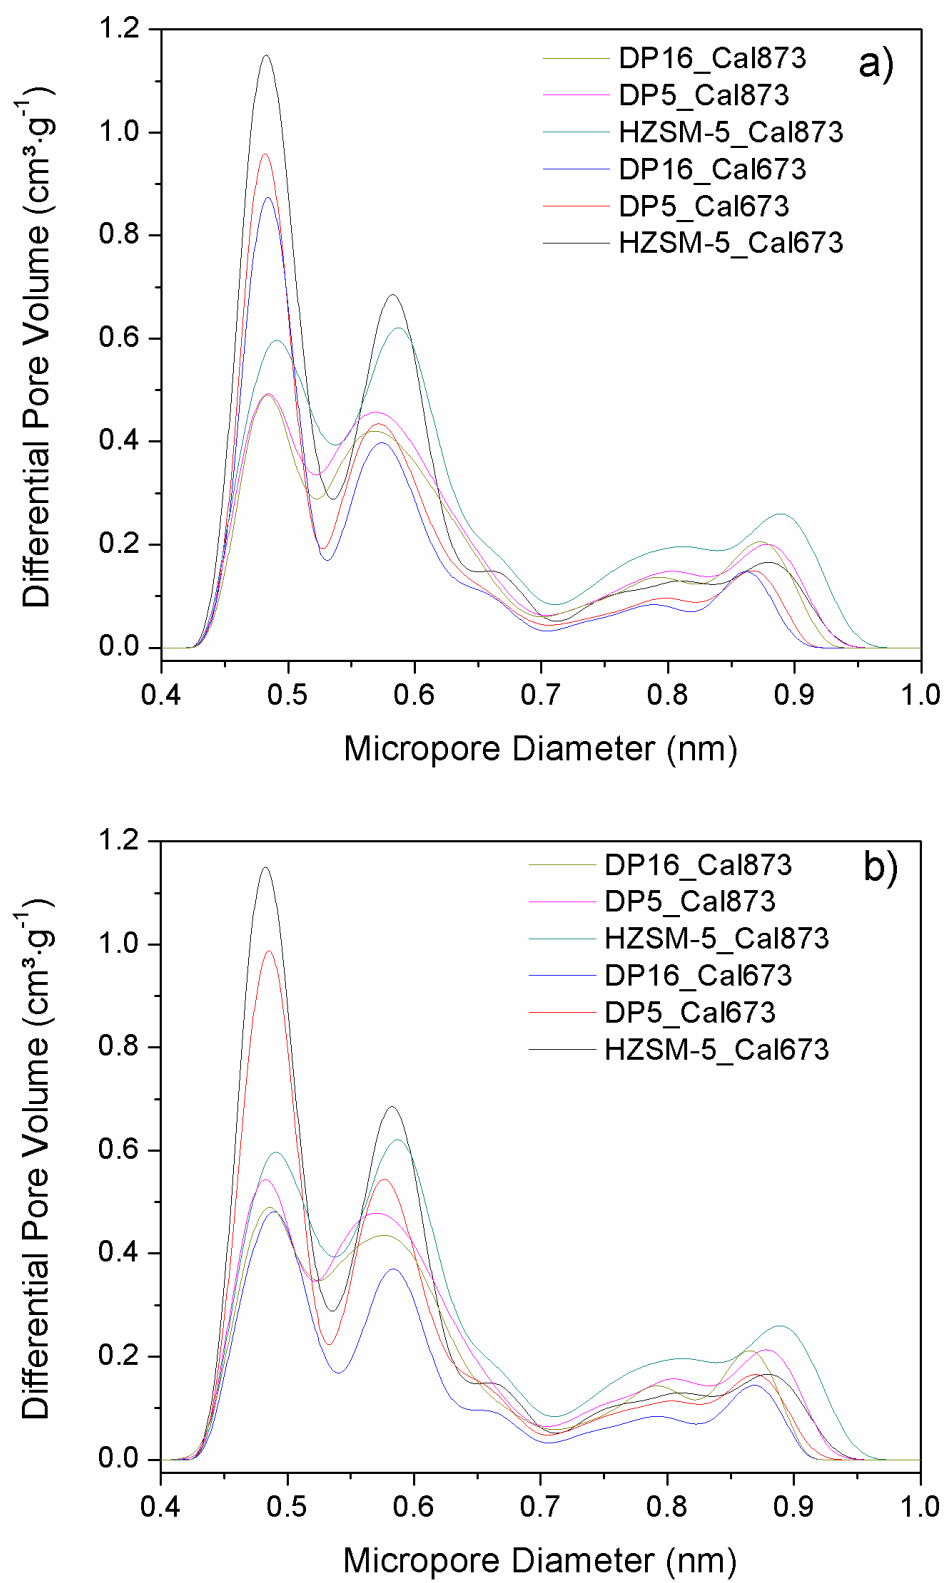 a)
1.2
1.0
0.8
0.6
0.4
0.2
0.0
Differential Pore Volume (cm³·g⁻¹)
DP16_Cal873
DP5_Cal873
HZSM-5_Cal873
DP16_Cal673
DP5_Cal673
HZSM-5_Cal673
0.4 0.5 0.6 0.7 0.8 0.9 1.0
Micropore Diameter (nm)
b)
1.2
1.0
0.8
0.6
0.4
0.2
0.0
Differential Pore Volume (cm³·g⁻¹)
DP16_Cal873
DP5_Cal873
HZSM-5_Cal873
DP16_Cal673
DP5_Cal673
HZSM-5_Cal673
0.4 0.5 0.6 0.7 0.8 0.9 1.0
Micropore Diameter (nm)